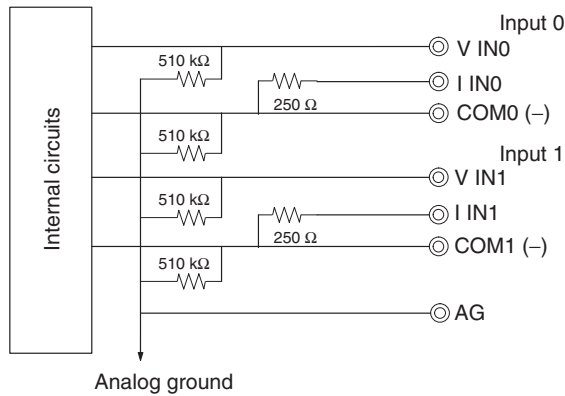 Input 0
V IN0
510 kΩ
I IN0
250 Ω
COM0 (−)
510 kΩ
Input 1
V IN1
510 kΩ
I IN1
250 Ω
COM1 (−)
510 kΩ
AG
Internal circuits
Analog ground